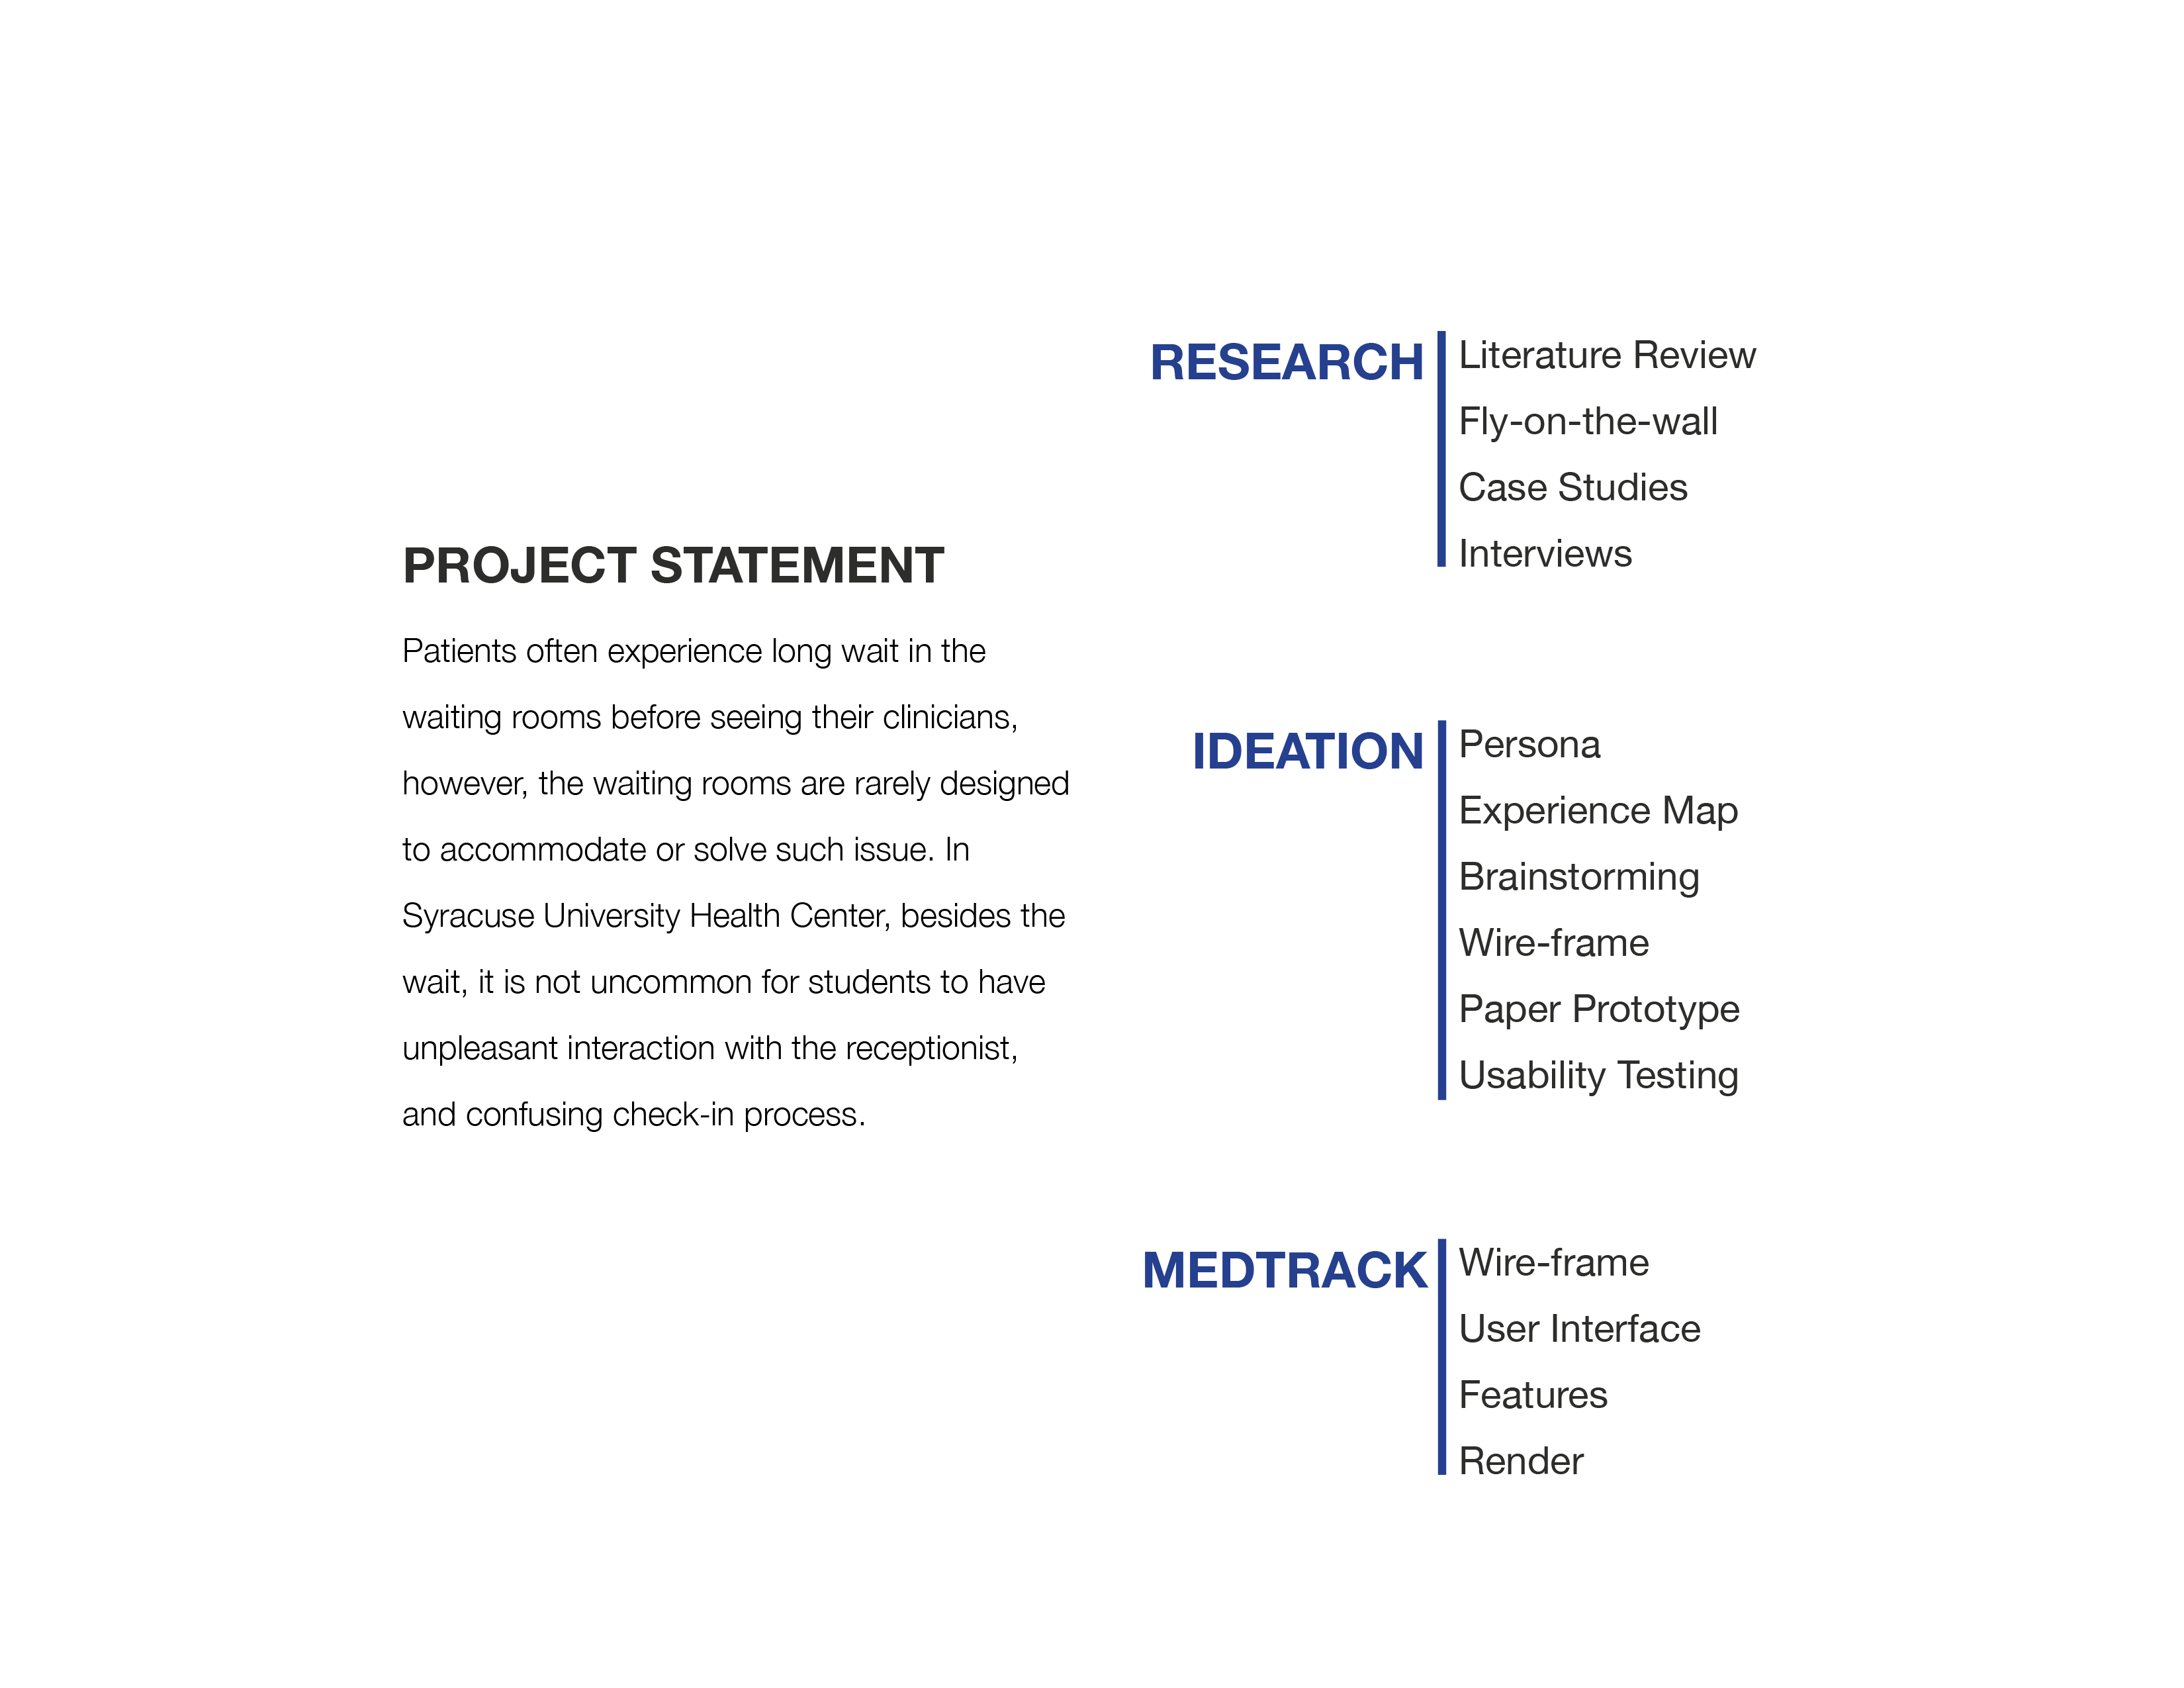 PROJECT STATEMENT
Patients often experience long wait in the
waiting rooms before seeing their clinicians,
however, the waiting rooms are rarely designed
to accommodate or solve such issue. In
Syracuse University Health Center, besides the
wait, it is not uncommon for students to have
unpleasant interaction with the receptionist,
and confusing check-in process.
RESEARCH
Literature Review
Fly-on-the-wall
Case Studies
Interviews
IDEATION
Persona
Experience Map
Brainstorming
Wire-frame
Paper Prototype
Usability Testing
MEDTRACK
Wire-frame
User Interface
Features
Render